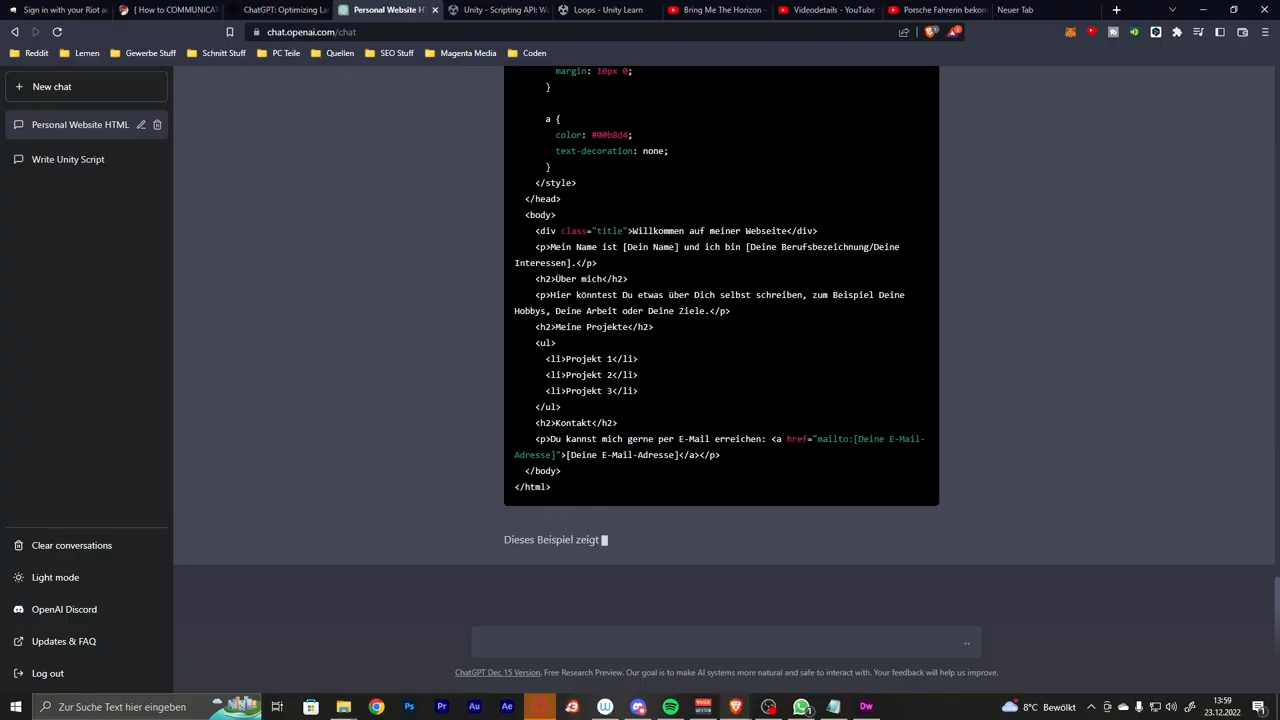 Sign in with your Riot ac
[ How to COMMUNICAT
ChatGPT: Optimizing La
Personal Website HT
Unity - Scripting API: W
Loops - Unity Learn
Bring Me The Horizon -
Videodetails - YouTube
Porsche Fahrerin bekom
Neuer Tab
chat.openai.com/chat
Reddit
Lernen
Gewerbe Stuff
Schnitt Stuff
PC Teile
Quellen
SEO Stuff
Magenta Media
Coden
New chat
Personal Website HTML
Write Unity Script
margin: 10px 0;
}
a {
color: #00b8d4;
text-decoration: none;
}
</style>
</head>
<body>
<div class="title">Willkommen auf meiner Webseite</div>
<p>Mein Name ist [Dein Name] und ich bin [Deine Berufsbezeichnung/Deine
Interessen].</p>
<h2>Über mich</h2>
<p>Hier könntest Du etwas über Dich selbst schreiben, zum Beispiel Deine
Hobbys, Deine Arbeit oder Deine Ziele.</p>
<h2>Meine Projekte</h2>
<ul>
<li>Projekt 1</li>
<li>Projekt 2</li>
<li>Projekt 3</li>
</ul>
<h2>Kontakt</h2>
<p>Du kannst mich gerne per E-Mail erreichen: <a href="mailto:[Deine E-Mail-
Adresse]">[Deine E-Mail-Adresse]</a></p>
</body>
</html>
Dieses Beispiel zeigt
Clear conversations
Light mode
OpenAI Discord
Updates & FAQ
Log out
ChatGPT Dec 15 Version. Free Research Preview. Our goal is to make AI systems more natural and safe to interact with. Your feedback will help us improve.
Zur Suche Text hier eingeben
Ps
Pr
Au
Ae
Dw
8°C Bewölkt
13:59
23.12.2022